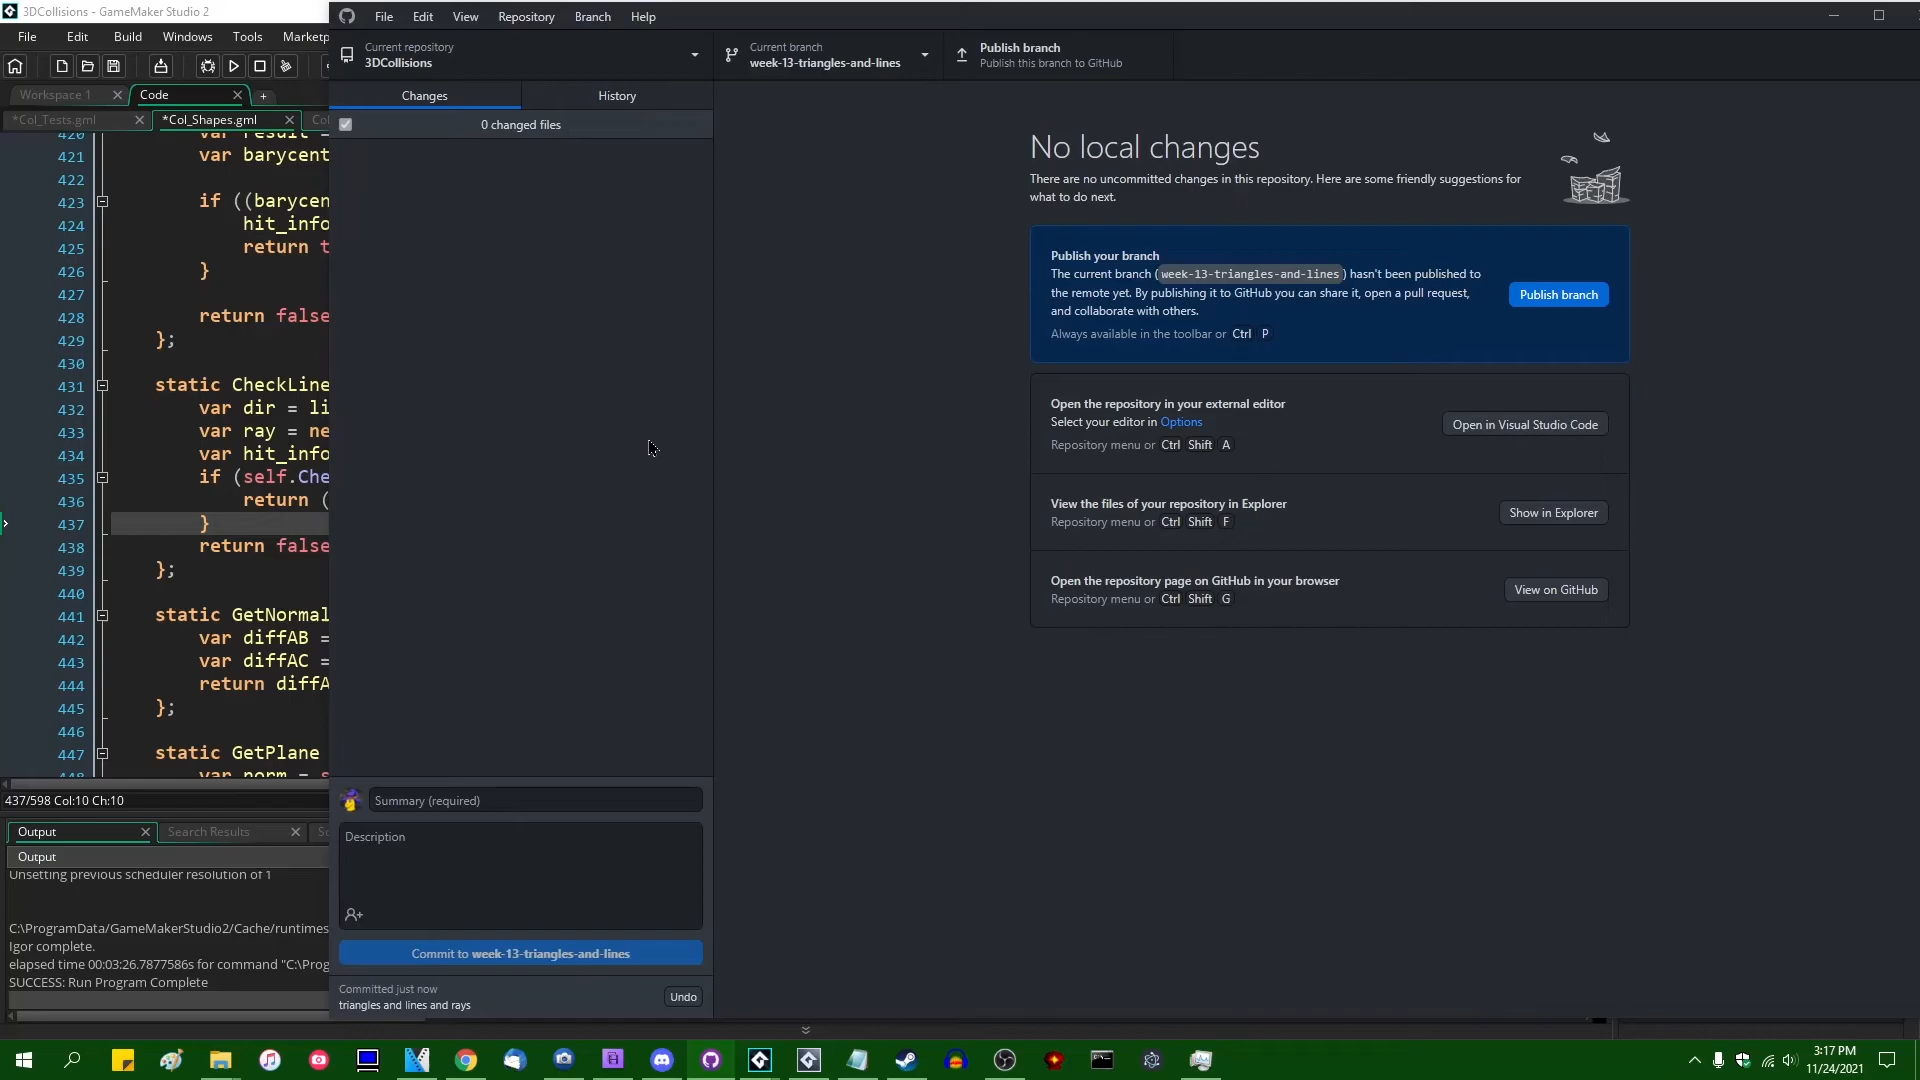 3DCollisions - GameMaker Studio 2
File Edit Build Windows Tools Marketp
Workspace 1
Code
*Col_Tests.gml
*Col_Shapes.gml
Col
420 var result =
421 var barycent
422
423 if ((barycen
424 hit_info
425 return t
426 }
427
428 return false
429 };
430
431 static CheckLine
432 var dir = li
433 var ray = ne
434 var hit_info
435 if (self.Che
436 return (
437 }
438 return false
439 };
440
441 static GetNormal
442 var diffAB =
443 var diffAC =
444 return diffA
445 };
446
447 static GetPlane
448 var norm = s
437/598 Col:10 Ch:10
Output
Search Results
Output
Unsetting previous scheduler resolution of 1
C:\ProgramData/GameMakerStudio2/Cache/runtimes
Igor complete.
elapsed time 00:03:26.7877586s for command "C:\Prog
SUCCESS: Run Program Complete
File Edit View Repository Branch Help
Current repository
3DCollisions
Current branch
week-13-triangles-and-lines
Publish branch
Publish this branch to GitHub
Changes
History
0 changed files
Summary (required)
Description
Commit to week-13-triangles-and-lines
Committed just now
triangles and lines and rays
Undo
No local changes
There are no uncommitted changes in this repository. Here are some friendly suggestions for
what to do next.
Publish your branch
The current branch ( week-13-triangles-and-lines ) hasn't been published to
the remote yet. By publishing it to GitHub you can share it, open a pull request,
and collaborate with others.
Always available in the toolbar or Ctrl P
Publish branch
Open the repository in your external editor
Select your editor in Options
Repository menu or Ctrl Shift A
Open in Visual Studio Code
View the files of your repository in Explorer
Repository menu or Ctrl Shift F
Show in Explorer
Open the repository page on GitHub in your browser
Repository menu or Ctrl Shift G
View on GitHub
3:17 PM
11/24/2021